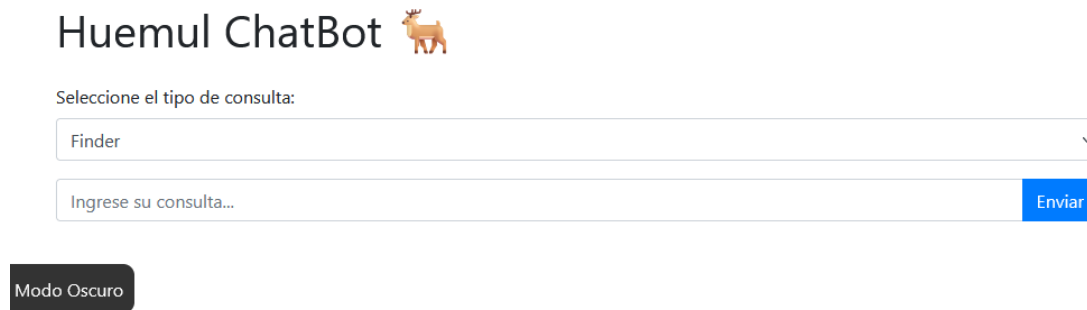 Huemul ChatBot 🦌
Seleccione el tipo de consulta:
Finder
Ingrese su consulta... Enviar
Modo Oscuro